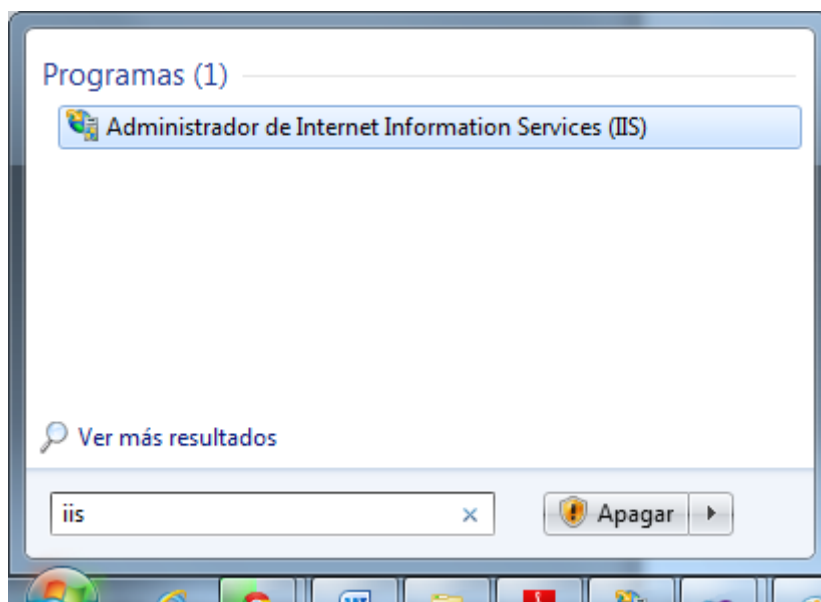 Programas (1)
Administrador de Internet Information Services (IIS)
Ver más resultados
iis
Apagar